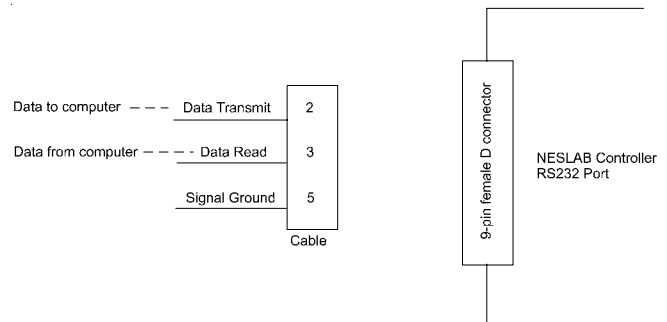 Data to computer Data Transmit 2
Data from computer Data Read 3
Signal Ground 5
Cable
9-pin female D connector
NESLAB Controller
RS232 Port